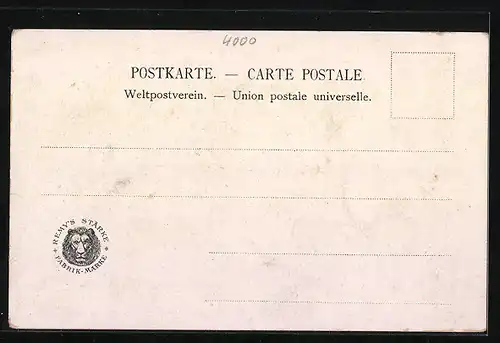 4000
POSTKARTE. — CARTE POSTALE.
Weltpostverein. — Union postale universelle.
REMY'S STÄRKE
* FABRIK-MARKE *